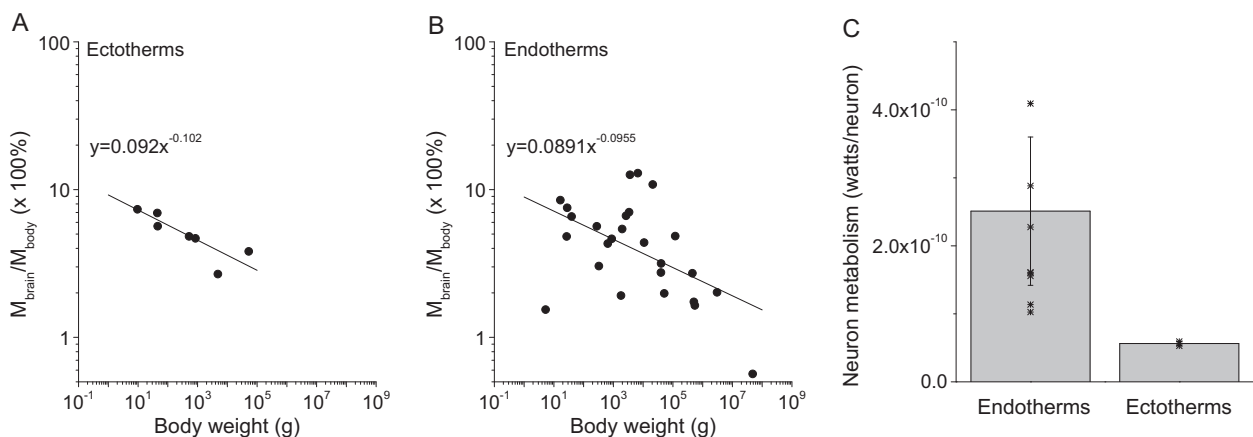 A
Ectotherms
100
10
1
M_brain/M_body (x 100%)
y=0.092x^-0.102
10^-1 10^1 10^3 10^5 10^7 10^9
Body weight (g)
B
Endotherms
100
10
1
M_brain/M_body (x 100%)
y=0.0891x^-0.0955
10^-1 10^1 10^3 10^5 10^7 10^9
Body weight (g)
C
Neuron metabolism (watts/neuron)
4.0x10^-10
2.0x10^-10
0.0
Endotherms Ectotherms